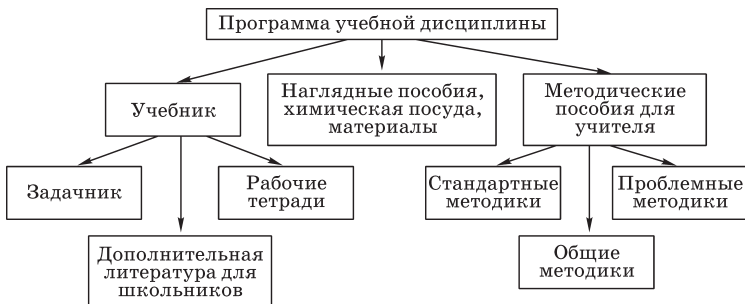 Программа учебной дисциплины
Учебник
Наглядные пособия,
химическая посуда,
материалы
Методические
пособия для
учителя
Задачник
Рабочие
тетради
Стандартные
методики
Проблемные
методики
Дополнительная
литература для
школьников
Общие
методики